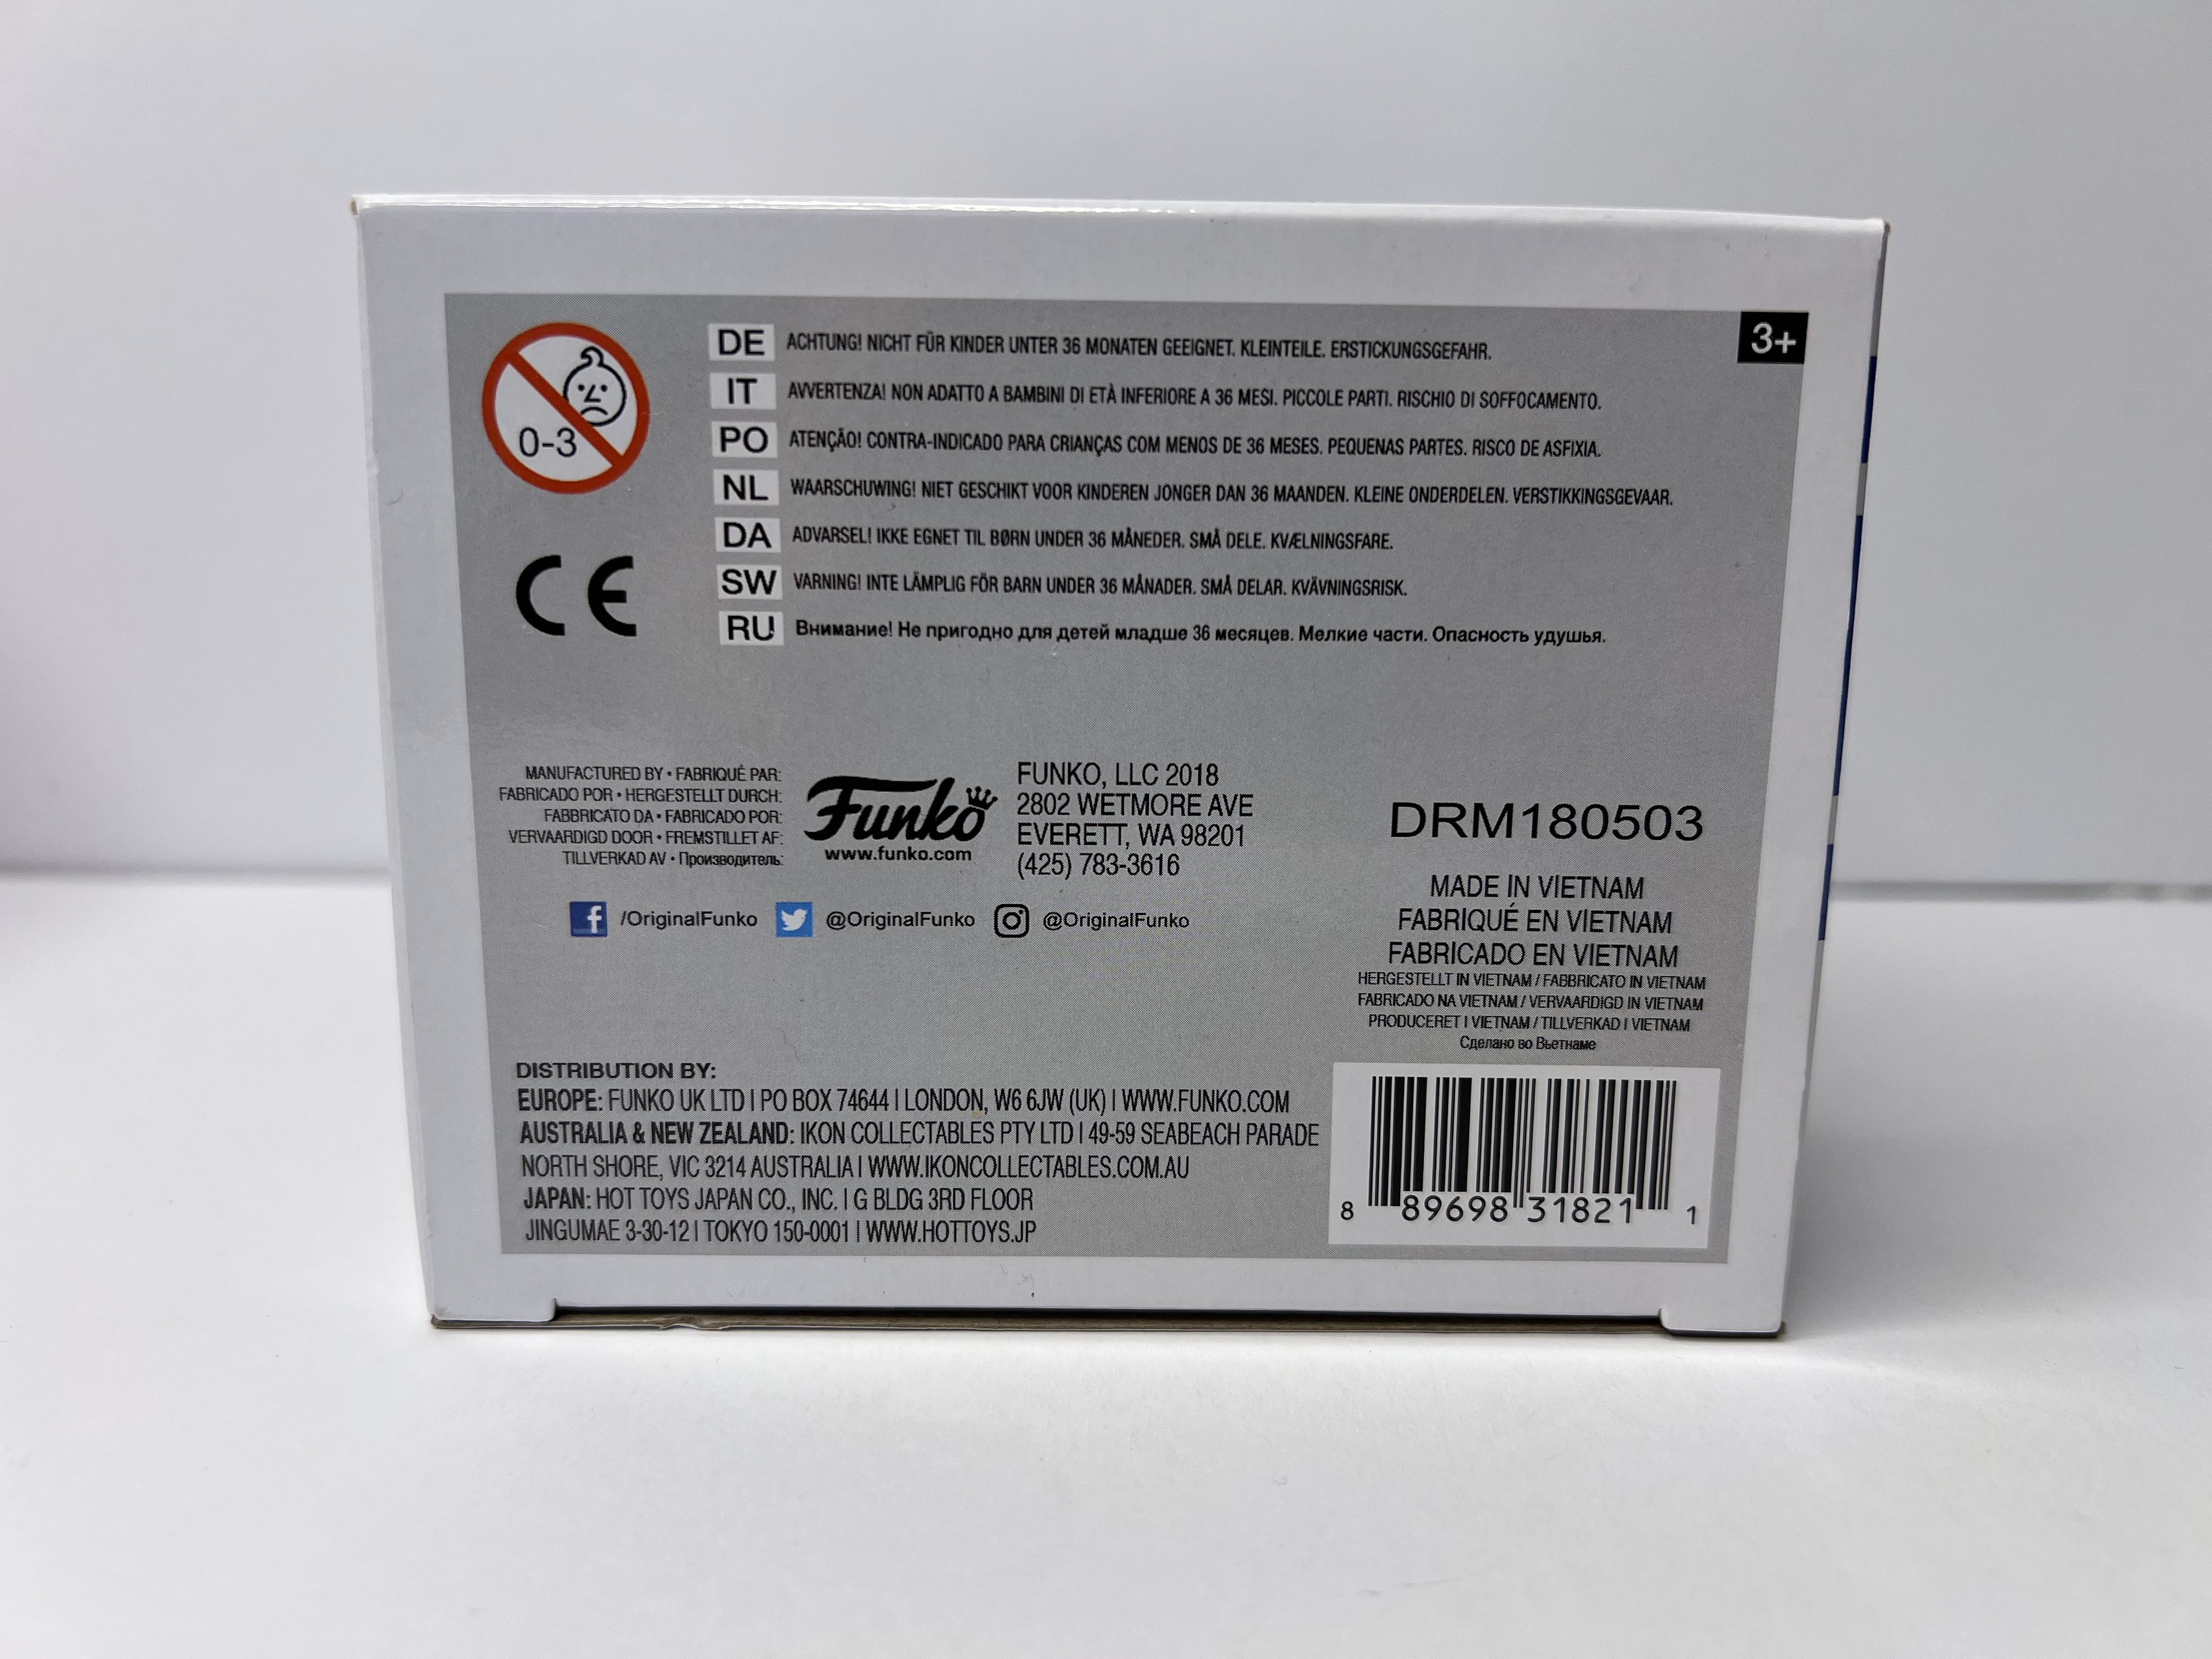 0-3
DE ACHTUNG! NICHT FÜR KINDER UNTER 36 MONATEN GEEIGNET. KLEINTEILE. ERSTICKUNGSGEFAHR.
3+
IT AVVERTENZA! NON ADATTO A BAMBINI DI ETÀ INFERIORE A 36 MESI. PICCOLE PARTI. RISCHIO DI SOFFOCAMENTO.
PO ATENÇÃO! CONTRA-INDICADO PARA CRIANÇAS COM MENOS DE 36 MESES. PEQUENAS PARTES. RISCO DE ASFIXIA.
NL WAARSCHUWING! NIET GESCHIKT VOOR KINDEREN JONGER DAN 36 MAANDEN. KLEINE ONDERDELEN. VERSTIKKINGSGEVAAR.
DA ADVARSEL! IKKE EGNET TIL BØRN UNDER 36 MÅNEDER. SMÅ DELE. KVÆLNINGSFARE.
SW VARNING! INTE LÄMPLIG FÖR BARN UNDER 36 MÅNADER. SMÅ DELAR. KVÄVNINGSRISK.
RU Внимание! Не пригодно для детей младше 36 месяцев. Мелкие части. Опасность удушья.
CE
MANUFACTURED BY • FABRIQUÉ PAR:
FABRICADO POR • HERGESTELLT DURCH:
FABBRICATO DA • FABRICADO POR:
VERVAARDIGD DOOR • FREMSTILLET AF:
TILLVERKAD AV • Производитель:
Funko
www.funko.com
FUNKO, LLC 2018
2802 WETMORE AVE
EVERETT, WA 98201
(425) 783-3616
/OriginalFunko @OriginalFunko @OriginalFunko
DRM180503
MADE IN VIETNAM
FABRIQUÉ EN VIETNAM
FABRICADO EN VIETNAM
HERGESTELLT IN VIETNAM / FABBRICATO IN VIETNAM
FABRICADO NA VIETNAM / VERVAARDIGD IN VIETNAM
PRODUCERET I VIETNAM / TILLVERKAD I VIETNAM
Сделано во Вьетнаме
DISTRIBUTION BY:
EUROPE: FUNKO UK LTD | PO BOX 74644 | LONDON, W6 6JW (UK) | WWW.FUNKO.COM
AUSTRALIA & NEW ZEALAND: IKON COLLECTABLES PTY LTD | 49-59 SEABEACH PARADE
NORTH SHORE, VIC 3214 AUSTRALIA | WWW.IKONCOLLECTABLES.COM.AU
JAPAN: HOT TOYS JAPAN CO., INC. | G BLDG 3RD FLOOR
JINGUMAE 3-30-12 | TOKYO 150-0001 | WWW.HOTTOYS.JP
8 89698 31821 1